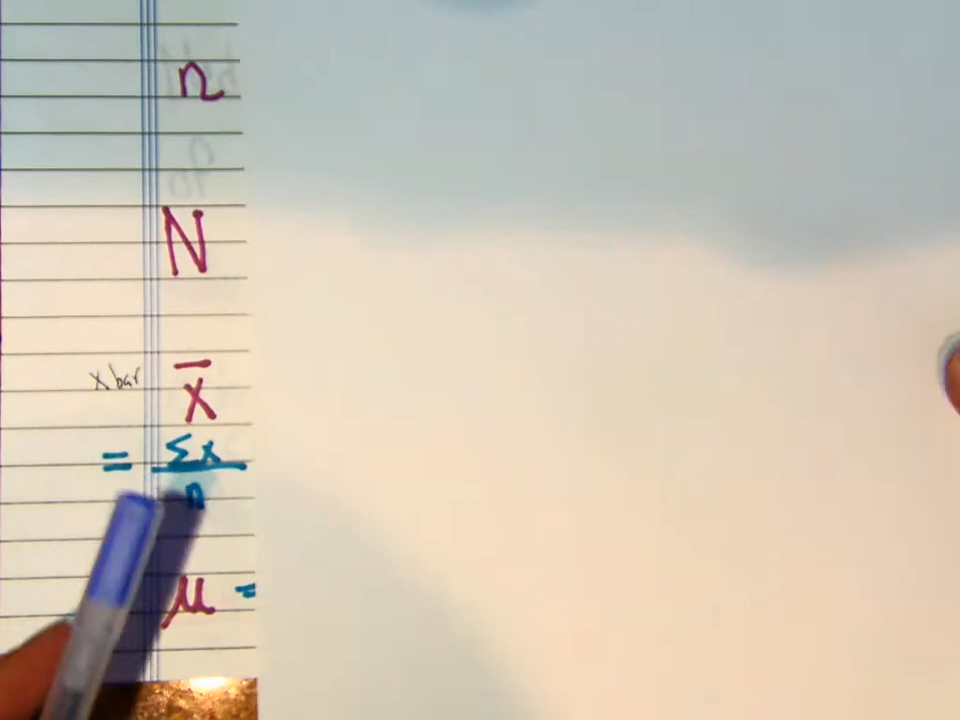 n
N
x bar x̄
= Σx/n
μ =